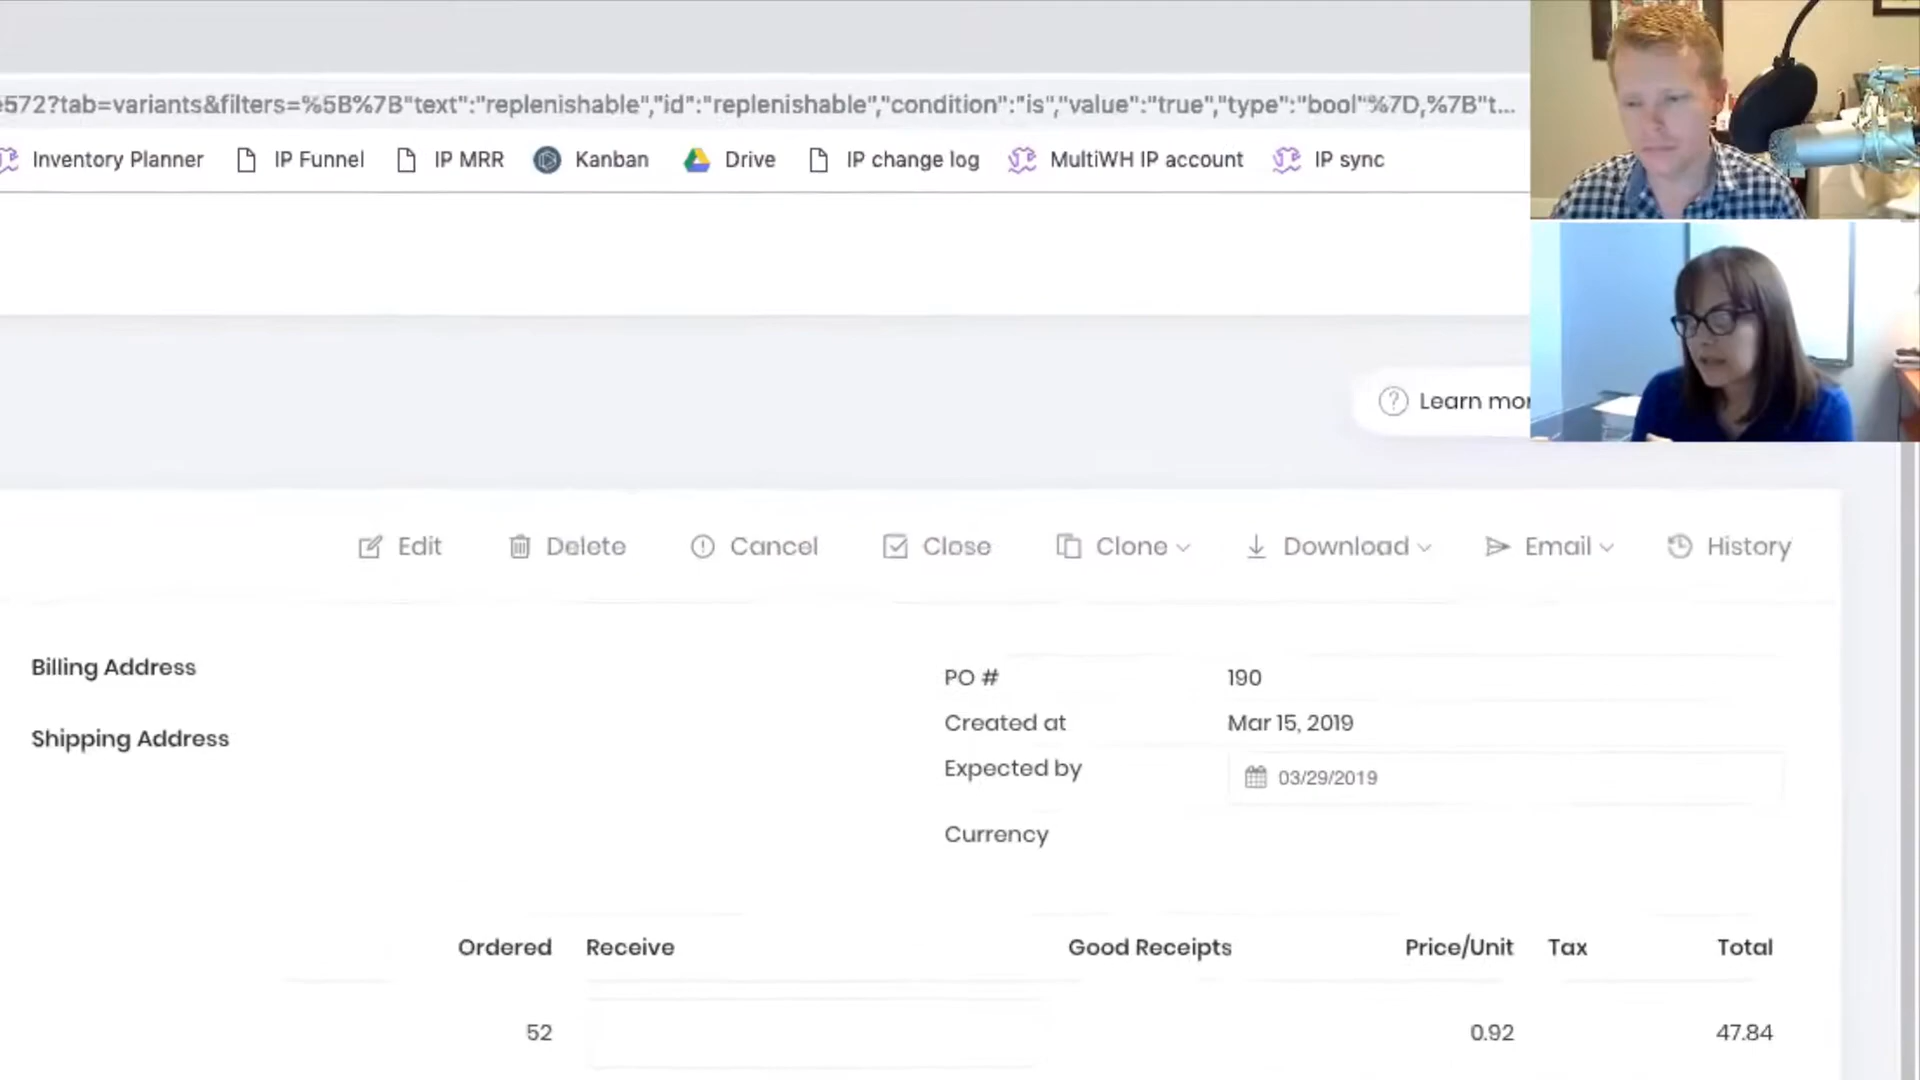 e572?tab=variants&filters=%5B%7B"text":"replenishable","id":"replenishable","condition":"is","value":"true","type":"bool"%7D,%7B"t...
Inventory Planner IP Funnel IP MRR Kanban Drive IP change log MultiWH IP account IP sync
Learn mor
Edit Delete Cancel Close Clone Download Email History
Billing Address
Shipping Address
PO # 190
Created at Mar 15, 2019
Expected by 03/29/2019
Currency
Ordered Receive Good Receipts Price/Unit Tax Total
52 0.92 47.84